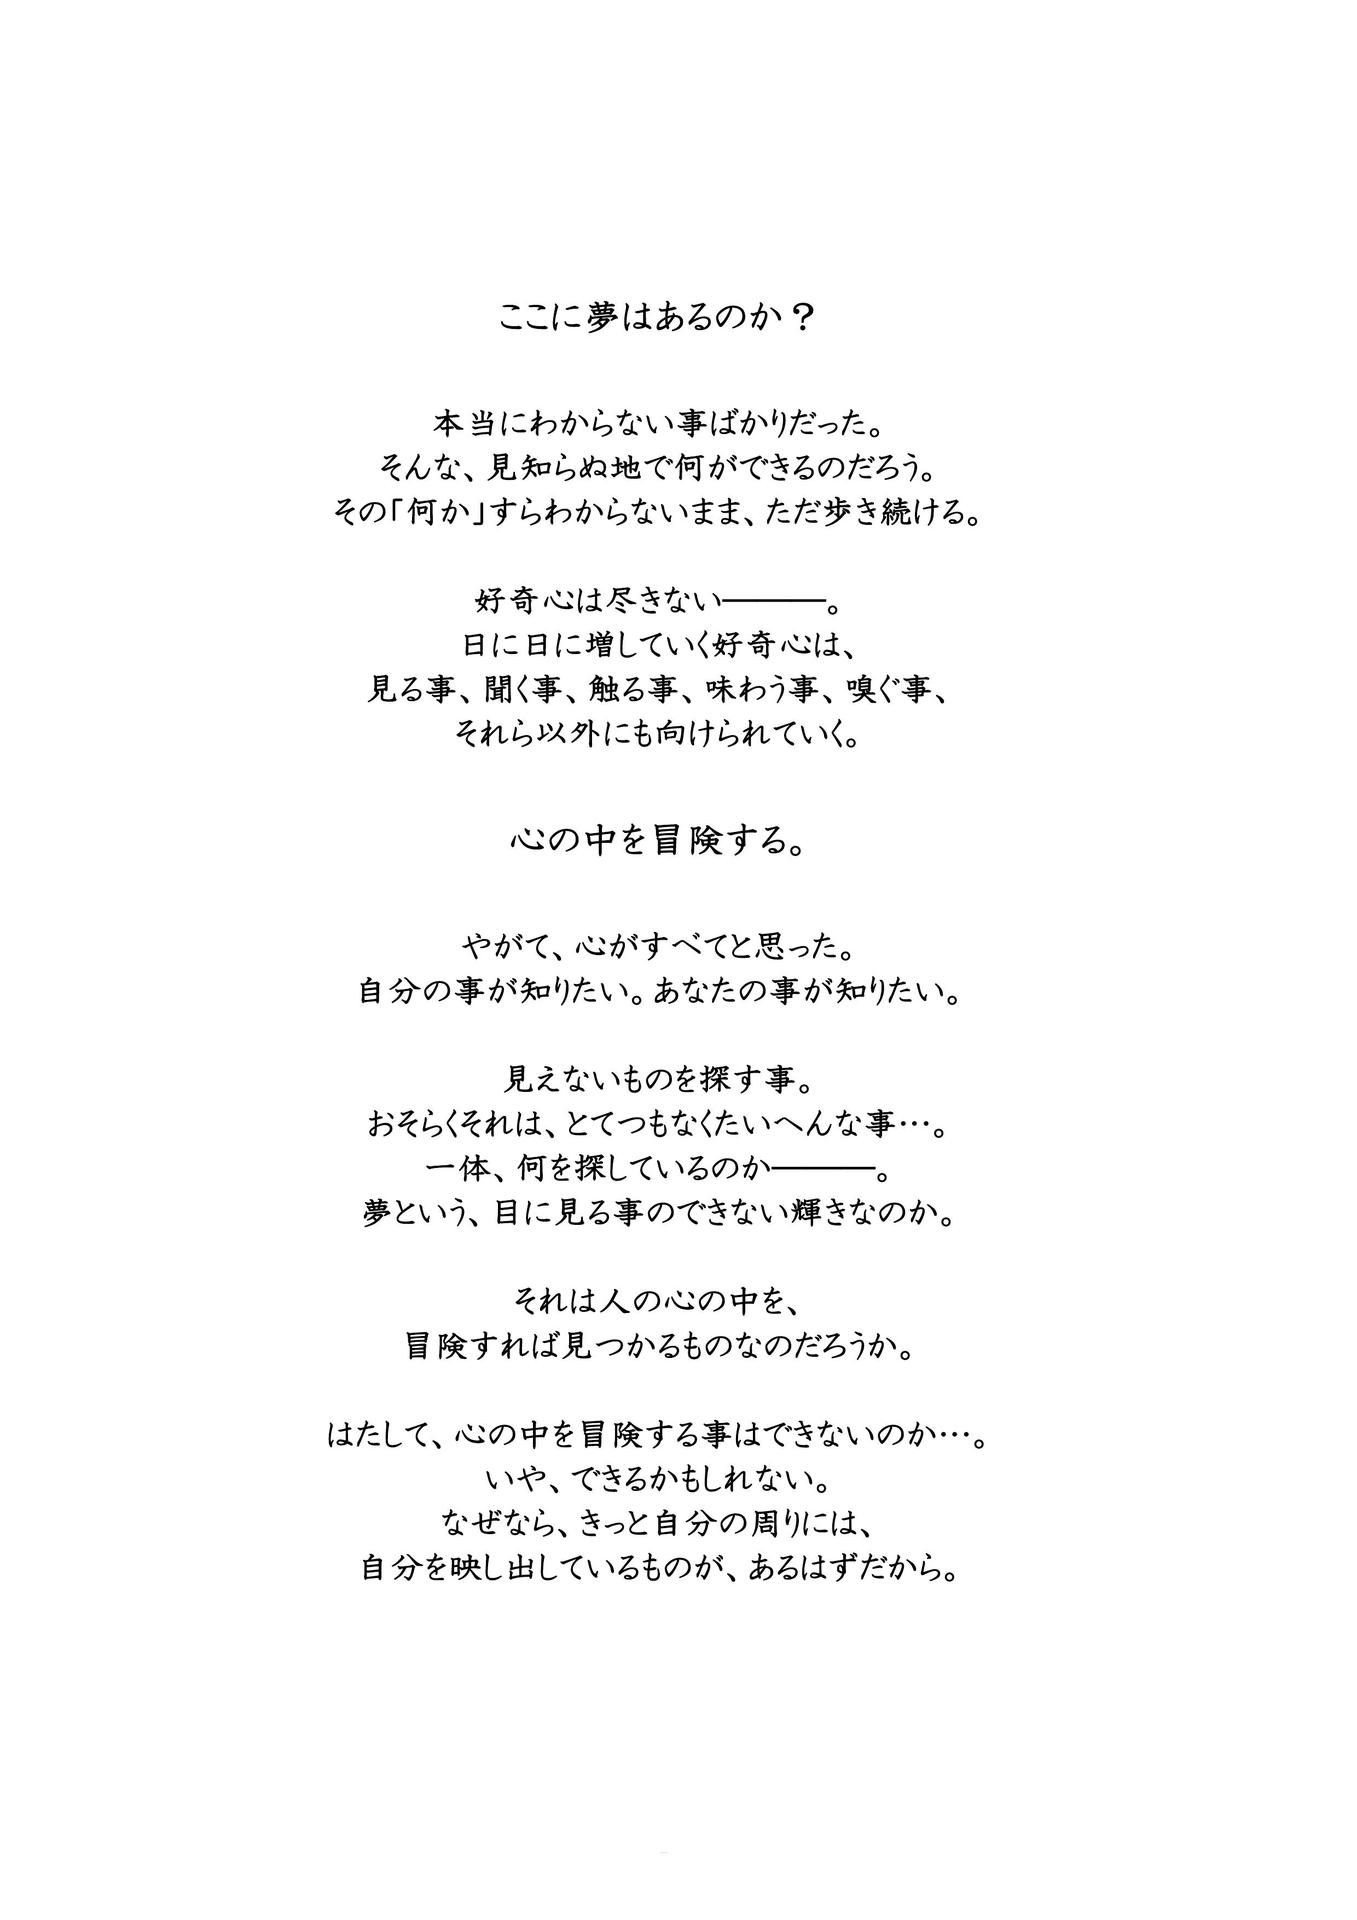 ここに夢はあるのか？
本当にわからない事ばかりだった。
そんな、見知らぬ地で何ができるのだろう。
その「何か」すらわからないまま、ただ歩き続ける。
好奇心は尽きない―――。
日に日に増していく好奇心は、
見る事、聞く事、触る事、味わう事、嗅ぐ事、
それら以外にも向けられていく。
心の中を冒険する。
やがて、心がすべてと思った。
自分の事が知りたい。あなたの事が知りたい。
見えないものを探す事。
おそらくそれは、とてつもなくたいへんな事…。
一体、何を探しているのか―――。
夢という、目に見る事のできない輝きなのか。
それは人の心の中を、
冒険すれば見つかるものなのだろうか。
はたして、心の中を冒険する事はできないのか…。
いや、できるかもしれない。
なぜなら、きっと自分の周りには、
自分を映し出しているものが、あるはずだから。